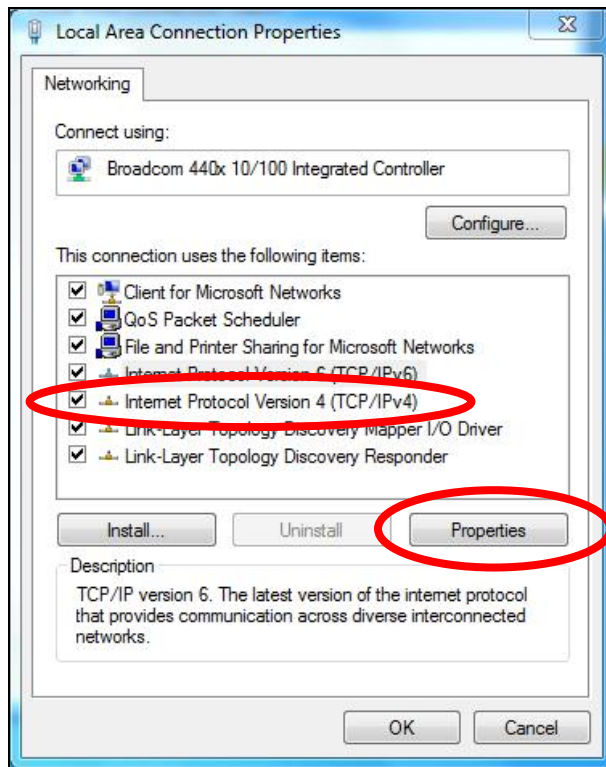 Local Area Connection Properties
Networking
Connect using:
Broadcom 440x 10/100 Integrated Controller
Configure...
This connection uses the following items:
Client for Microsoft Networks
QoS Packet Scheduler
File and Printer Sharing for Microsoft Networks
Internet Protocol Version 6 (TCP/IPv6)
Internet Protocol Version 4 (TCP/IPv4)
Link-Layer Topology Discovery Mapper I/O Driver
Link-Layer Topology Discovery Responder
Install...
Uninstall
Properties
Description
TCP/IP version 6. The latest version of the internet protocol
that provides communication across diverse interconnected
networks.
OK
Cancel